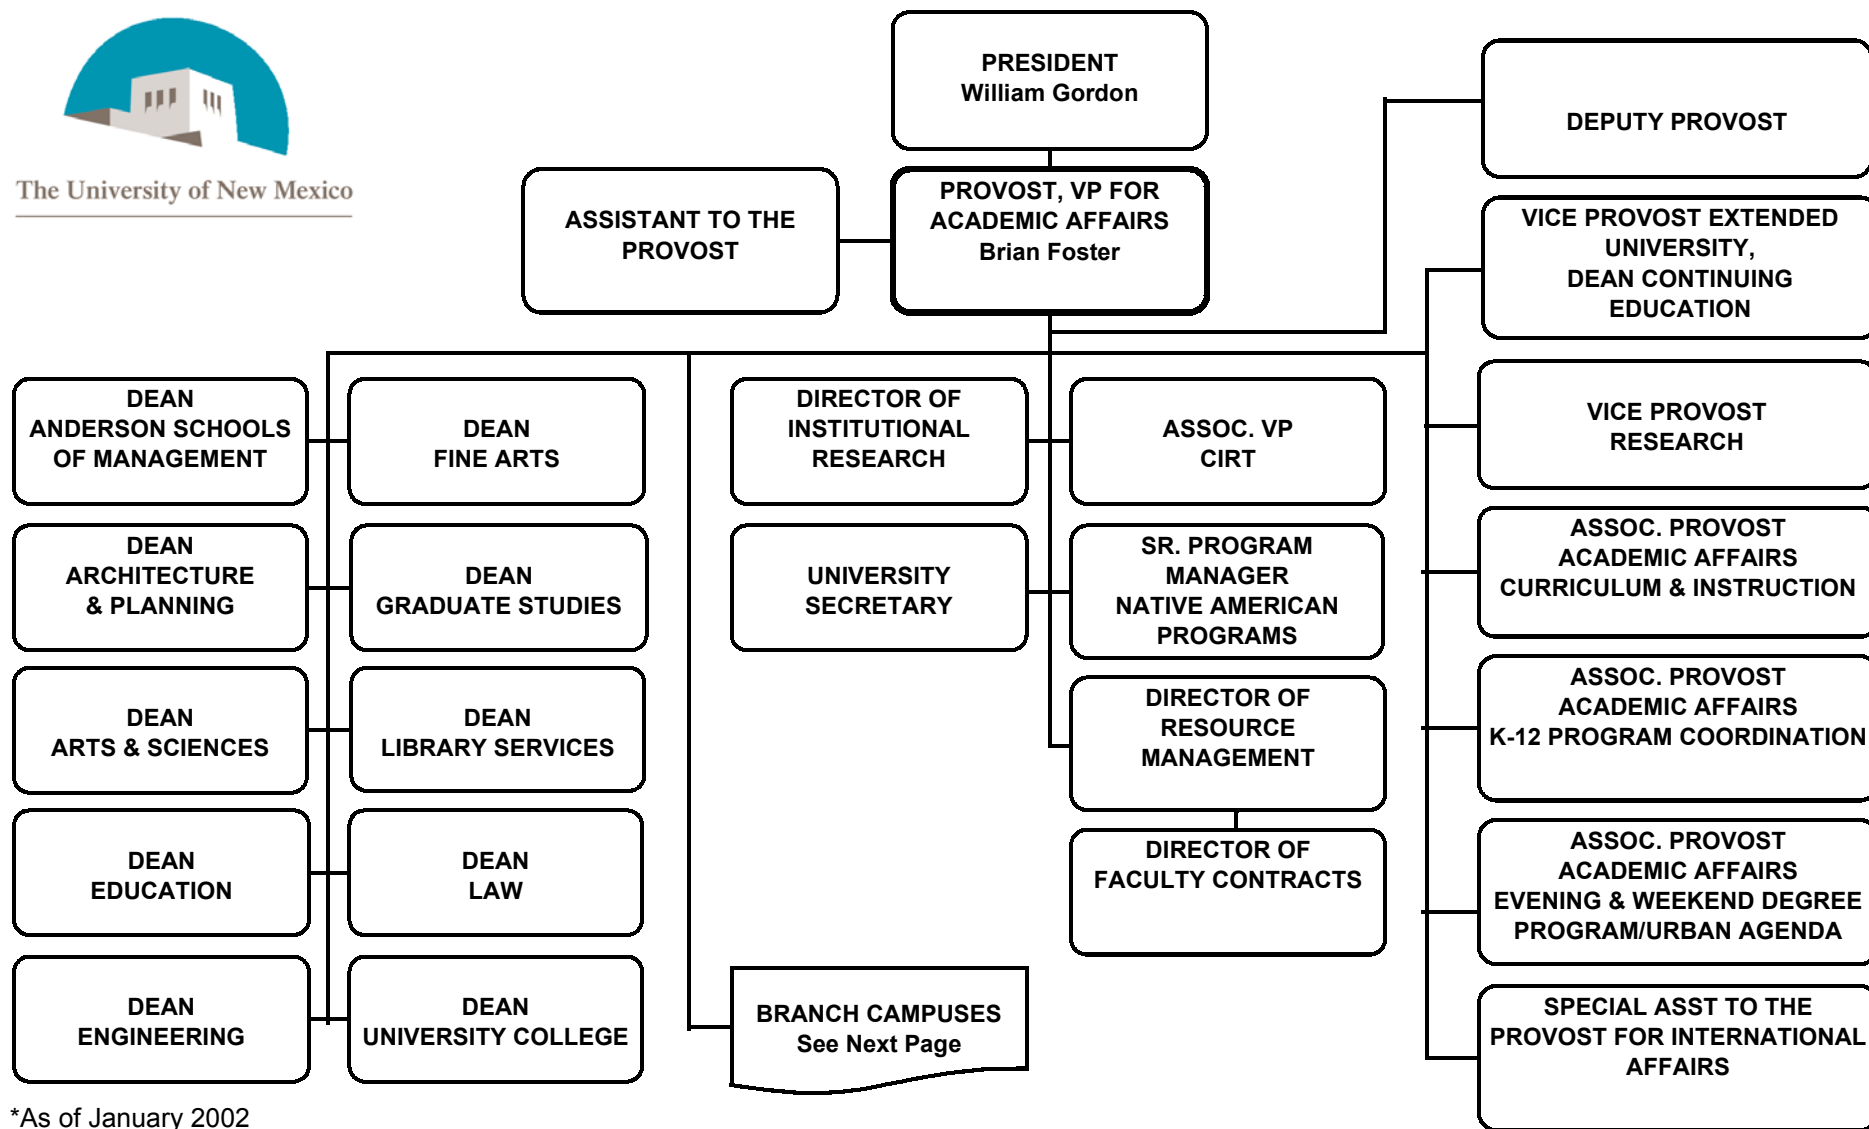 The University of New Mexico
PRESIDENT
William Gordon
ASSISTANT TO THE
PROVOST
PROVOST, VP FOR
ACADEMIC AFFAIRS
Brian Foster
DEPUTY PROVOST
VICE PROVOST EXTENDED
UNIVERSITY,
DEAN CONTINUING
EDUCATION
VICE PROVOST
RESEARCH
ASSOC. PROVOST
ACADEMIC AFFAIRS
CURRICULUM & INSTRUCTION
ASSOC. PROVOST
ACADEMIC AFFAIRS
K-12 PROGRAM COORDINATION
ASSOC. PROVOST
ACADEMIC AFFAIRS
EVENING & WEEKEND DEGREE
PROGRAM/URBAN AGENDA
SPECIAL ASST TO THE
PROVOST FOR INTERNATIONAL
AFFAIRS
DEAN
ANDERSON SCHOOLS
OF MANAGEMENT
DEAN
FINE ARTS
DEAN
ARCHITECTURE
& PLANNING
DEAN
GRADUATE STUDIES
DEAN
ARTS & SCIENCES
DEAN
LIBRARY SERVICES
DEAN
EDUCATION
DEAN
LAW
DEAN
ENGINEERING
DEAN
UNIVERSITY COLLEGE
DIRECTOR OF
INSTITUTIONAL
RESEARCH
ASSOC. VP
CIRT
UNIVERSITY
SECRETARY
SR. PROGRAM
MANAGER
NATIVE AMERICAN
PROGRAMS
DIRECTOR OF
RESOURCE
MANAGEMENT
DIRECTOR OF
FACULTY CONTRACTS
BRANCH CAMPUSES
See Next Page
*As of January 2002